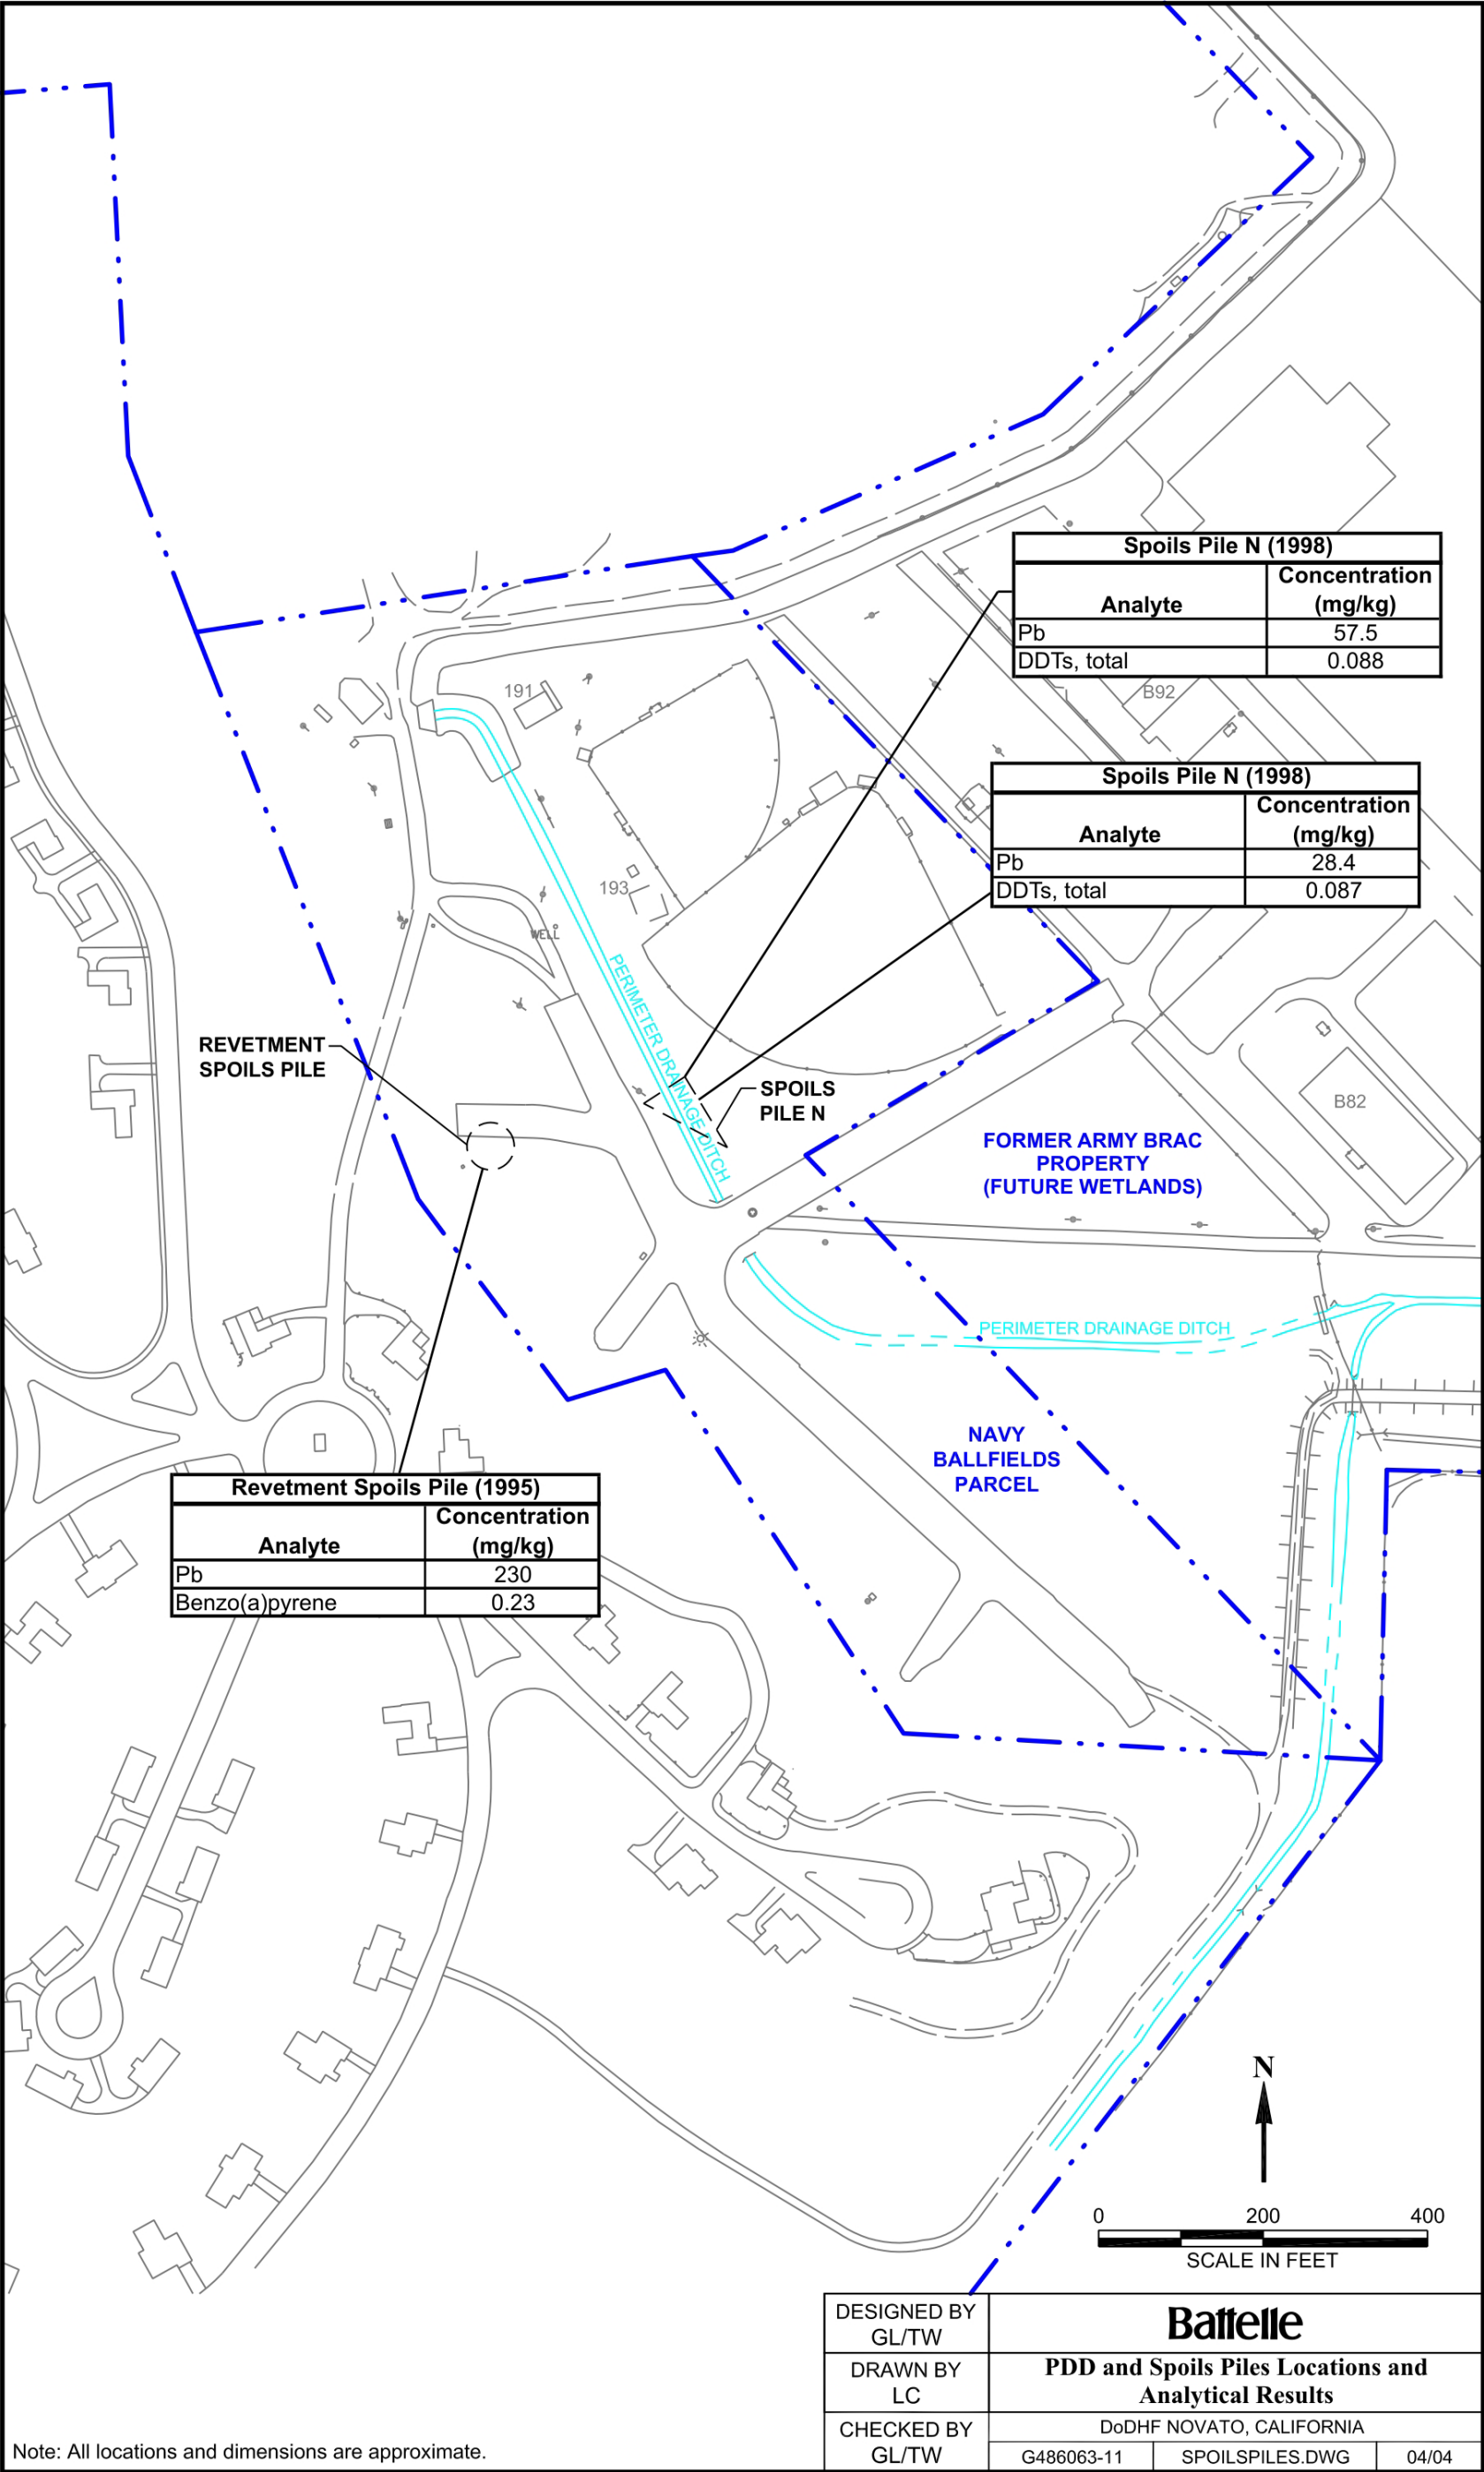 Spoils Pile N (1998)
Analyte Concentration
(mg/kg)
Pb 57.5
DDTs, total 0.088
191
B92
Spoils Pile N (1998)
Analyte Concentration
(mg/kg)
Pb 28.4
DDTs, total 0.087
193
WELL
PERIMETER DRAINAGE DITCH
REVETMENT
SPOILS PILE
SPOILS
PILE N
B82
FORMER ARMY BRAC
PROPERTY
(FUTURE WETLANDS)
PERIMETER DRAINAGE DITCH
NAVY
BALLFIELDS
PARCEL
Revetment Spoils Pile (1995)
Analyte Concentration
(mg/kg)
Pb 230
Benzo(a)pyrene 0.23
N
0 200 400
SCALE IN FEET
DESIGNED BY
GL/TW
Battelle
DRAWN BY
LC
PDD and Spoils Piles Locations and
Analytical Results
CHECKED BY
GL/TW
DoDHF NOVATO, CALIFORNIA
G486063-11 SPOILSPILES.DWG 04/04
Note: All locations and dimensions are approximate.